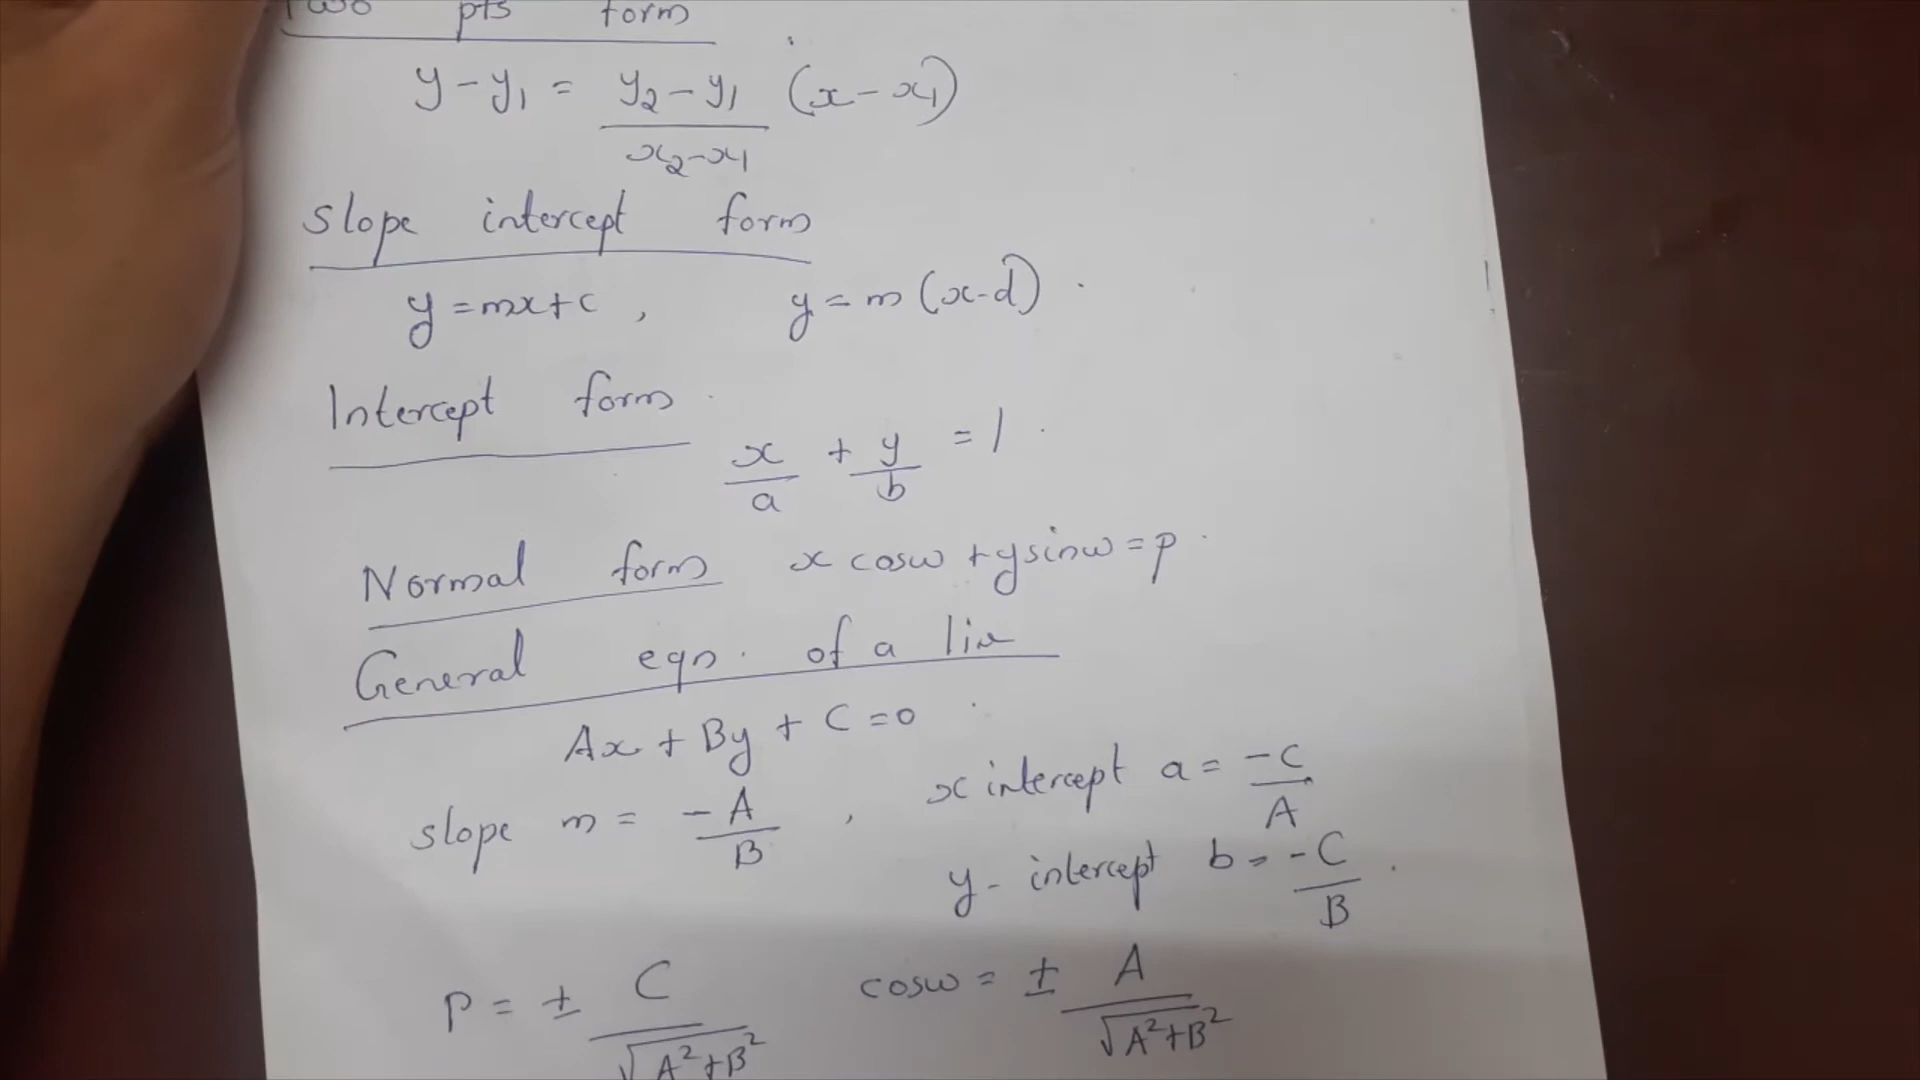 Two pts form
y - y₁ = y₂ - y₁ / x₂ - x₁ (x - x₁)
slope intercept form
y = mx + c , y = m (x - d) .
Intercept form
x/a + y/b = 1
Normal form x cosω + y sinω = p
General eqn. of a line
Ax + By + C = 0
slope m = -A/B , x intercept a = -C/A
y - intercept b = -C/B .
P = ± C/√A²+B² cosω = ± A/√A²+B²